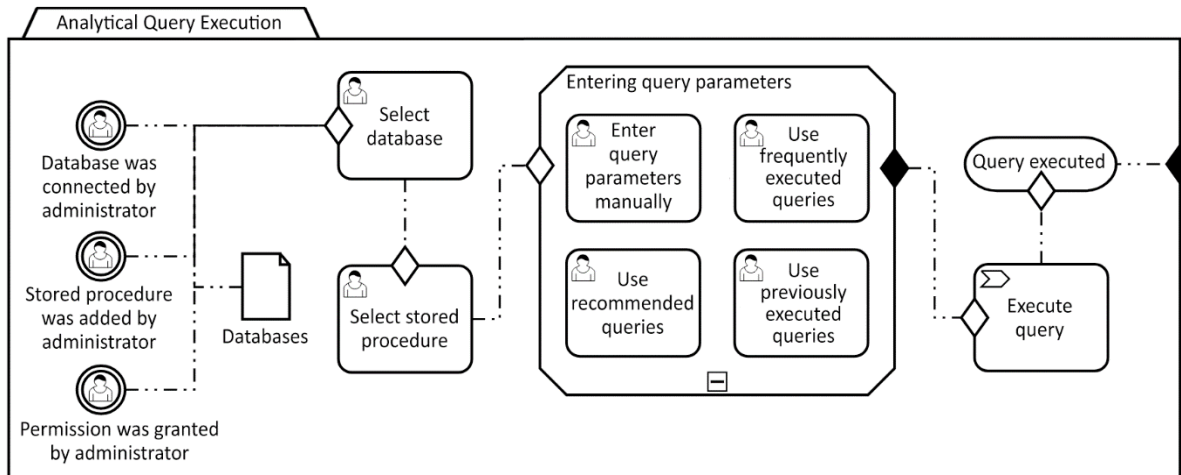 Analytical Query Execution
Database was
connected by
administrator
Stored procedure
was added by
administrator
Permission was granted
by administrator
Databases
Select
database
Select stored
procedure
Entering query parameters
Enter
query
parameters
manually
Use
frequently
executed
queries
Use
recommended
queries
Use
previously
executed
queries
Query executed
Execute
query